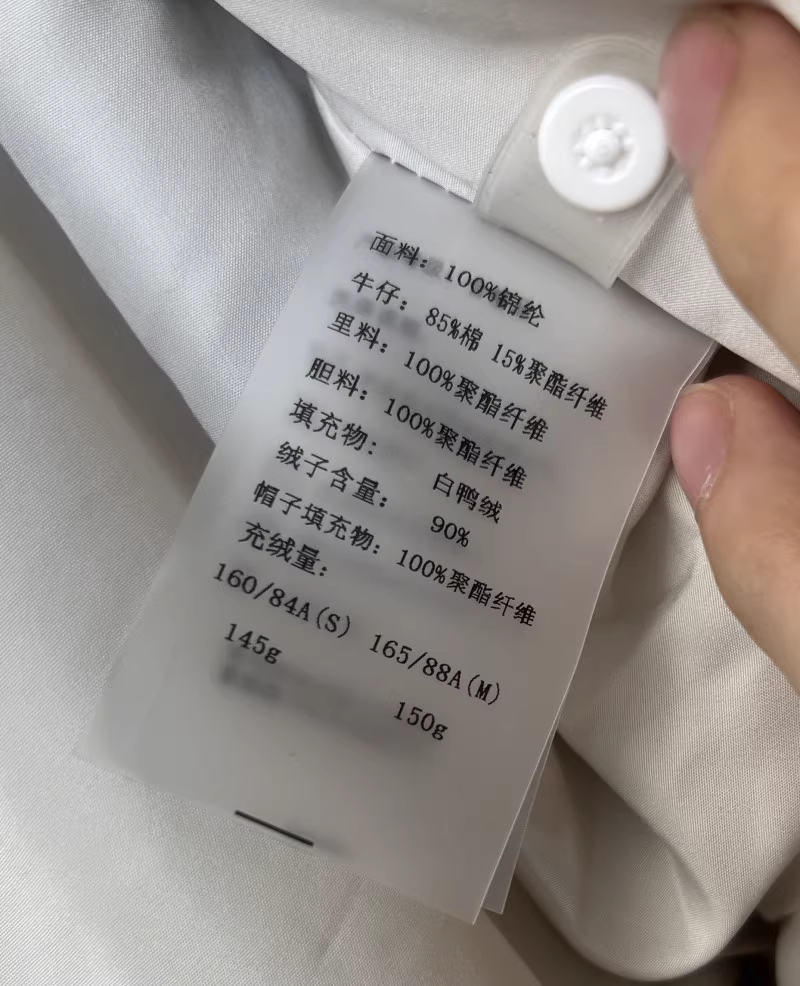 面料：100%锦纶
牛仔：85%棉 15%聚酯纤维
里料：100%聚酯纤维
胆料：100%聚酯纤维
填充物： 白鸭绒
绒子含量： 90%
帽子填充物：100%聚酯纤维
充绒量：
160/84A(S) 165/88A(M)
145g 150g